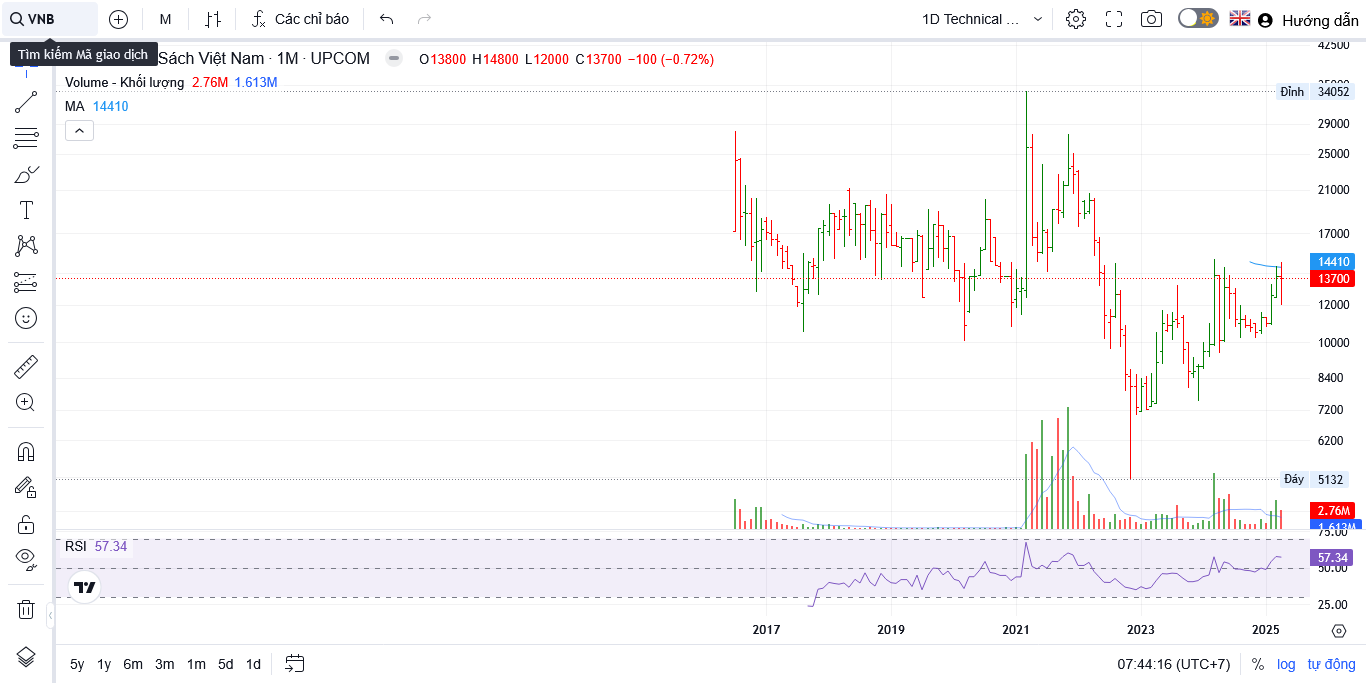 VNB
M
Các chỉ báo
1D Technical ...
Hướng dẫn
Tìm kiếm Mã giao dịch
Sách Việt Nam · 1M · UPCOM
O13800 H14800 L12000 C13700 −100 (−0.72%)
Volume - Khối lượng 2.76M 1.613M
MA 14410
42500
Đỉnh 34052
29000
25000
21000
17000
14410
13700
12000
10000
8400
7200
6200
Đáy 5132
2.76M
1.613M
75.00
RSI 57.34
57.34
50.00
25.00
2017 2019 2021 2023 2025
5y 1y 6m 3m 1m 5d 1d
07:44:16 (UTC+7)
% log tự động